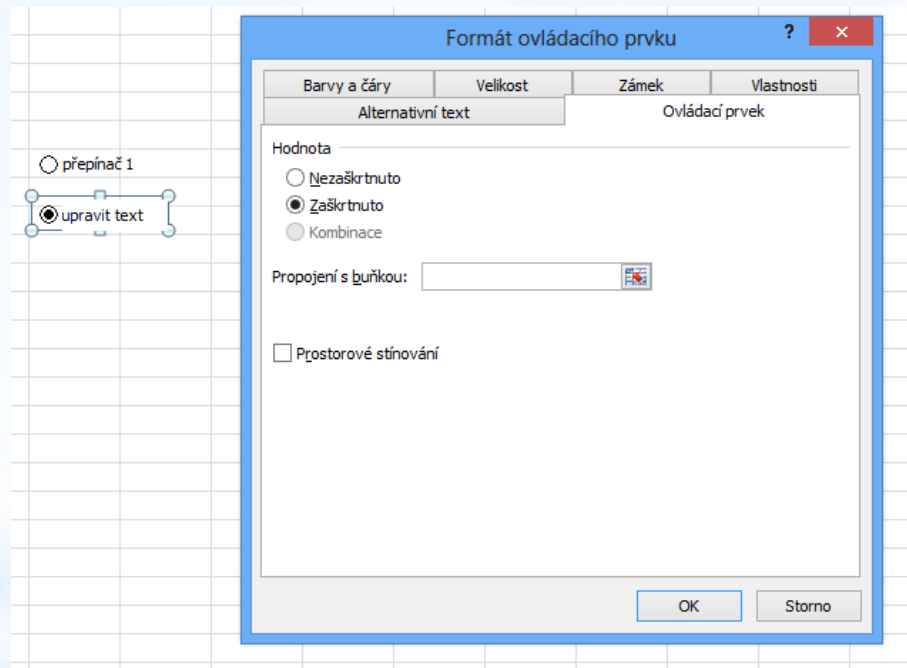 Formát ovládacího prvku
?
Barvy a čáry Velikost Zámek Vlastnosti
Alternativní text Ovládací prvek
Hodnota
Nezaškrtnuto
Zaškrtnuto
Kombinace
Propojení s buňkou:
Prostorové stínování
OK Storno
přepínač 1
upravit text